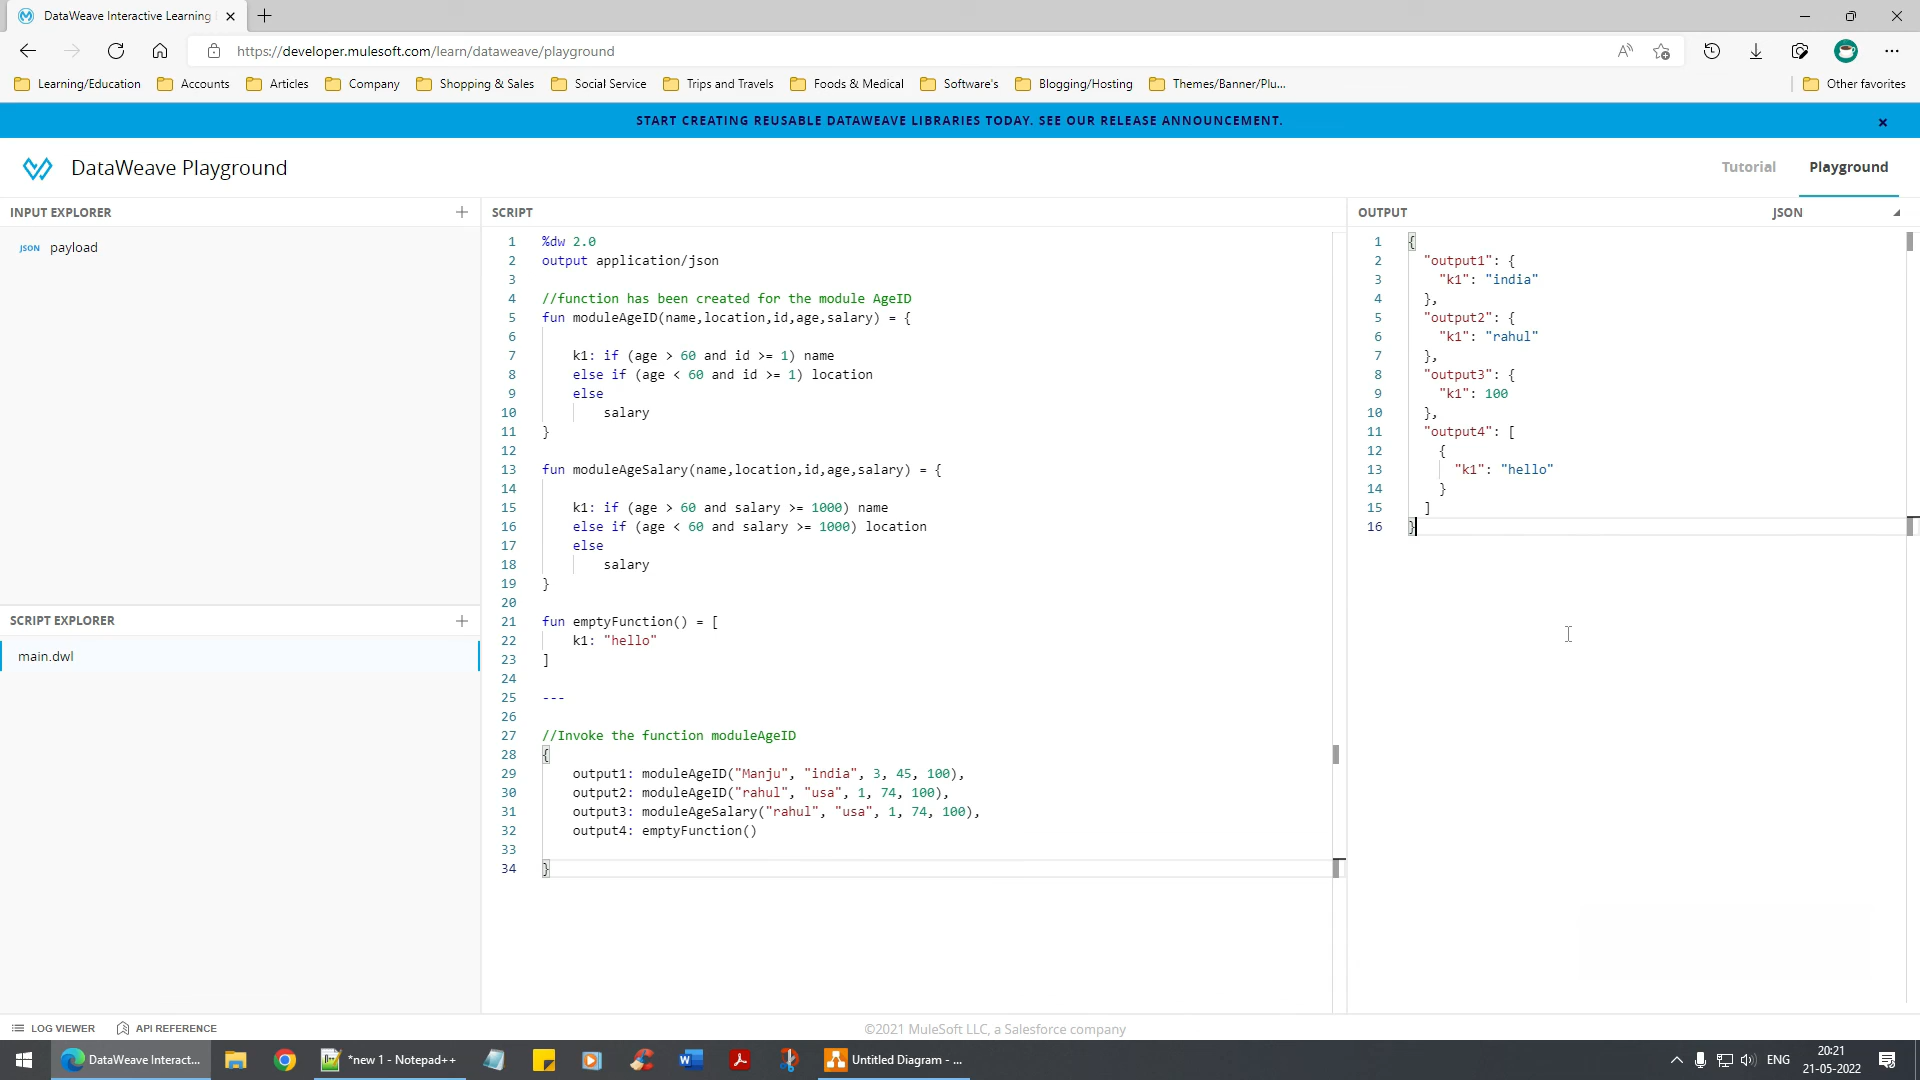 DataWeave Interactive Learning
https://developer.mulesoft.com/learn/dataweave/playground
Learning/Education Accounts Articles Company Shopping & Sales Social Service Trips and Travels Foods & Medical Software's Blogging/Hosting Themes/Banner/Plu... Other favorites
START CREATING REUSABLE DATAWEAVE LIBRARIES TODAY. SEE OUR RELEASE ANNOUNCEMENT.
DataWeave Playground
Tutorial Playground
INPUT EXPLORER
JSON payload
SCRIPT EXPLORER
main.dwl
SCRIPT
1 %dw 2.0
2 output application/json
3
4 //function has been created for the module AgeID
5 fun moduleAgeID(name,location,id,age,salary) = {
6
7 k1: if (age > 60 and id >= 1) name
8 else if (age < 60 and id >= 1) location
9 else
10 salary
11 }
12
13 fun moduleAgeSalary(name,location,id,age,salary) = {
14
15 k1: if (age > 60 and salary >= 1000) name
16 else if (age < 60 and salary >= 1000) location
17 else
18 salary
19 }
20
21 fun emptyFunction() = [
22 k1: "hello"
23 ]
24
25 ---
26
27 //Invoke the function moduleAgeID
28 {
29 output1: moduleAgeID("Manju", "india", 3, 45, 100),
30 output2: moduleAgeID("rahul", "usa", 1, 74, 100),
31 output3: moduleAgeSalary("rahul", "usa", 1, 74, 100),
32 output4: emptyFunction()
33
34 }
OUTPUT JSON
1 {
2 "output1": {
3 "k1": "india"
4 },
5 "output2": {
6 "k1": "rahul"
7 },
8 "output3": {
9 "k1": 100
10 },
11 "output4": [
12 {
13 "k1": "hello"
14 }
15 ]
16 }
LOG VIEWER API REFERENCE
©2021 MuleSoft LLC, a Salesforce company
DataWeave Interact... *new 1 - Notepad++ Untitled Diagram - ... ENG
20:21
21-05-2022